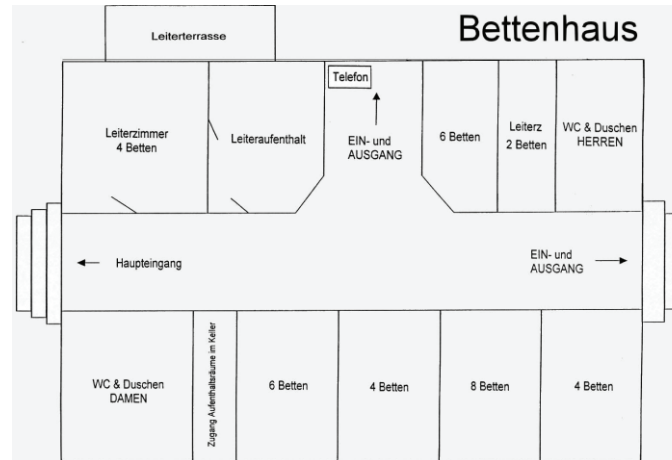 Bettenhaus
Leiterterrasse
Telefon
Leiterzimmer
4 Betten
Leiteraufenthalt
EIN- und
AUSGANG
6 Betten
Leiterz
2 Betten
WC & Duschen
HERREN
Haupteingang
EIN- und
AUSGANG
WC & Duschen
DAMEN
Zugang Aufenthaltsräume im Keller
6 Betten
4 Betten
8 Betten
4 Betten